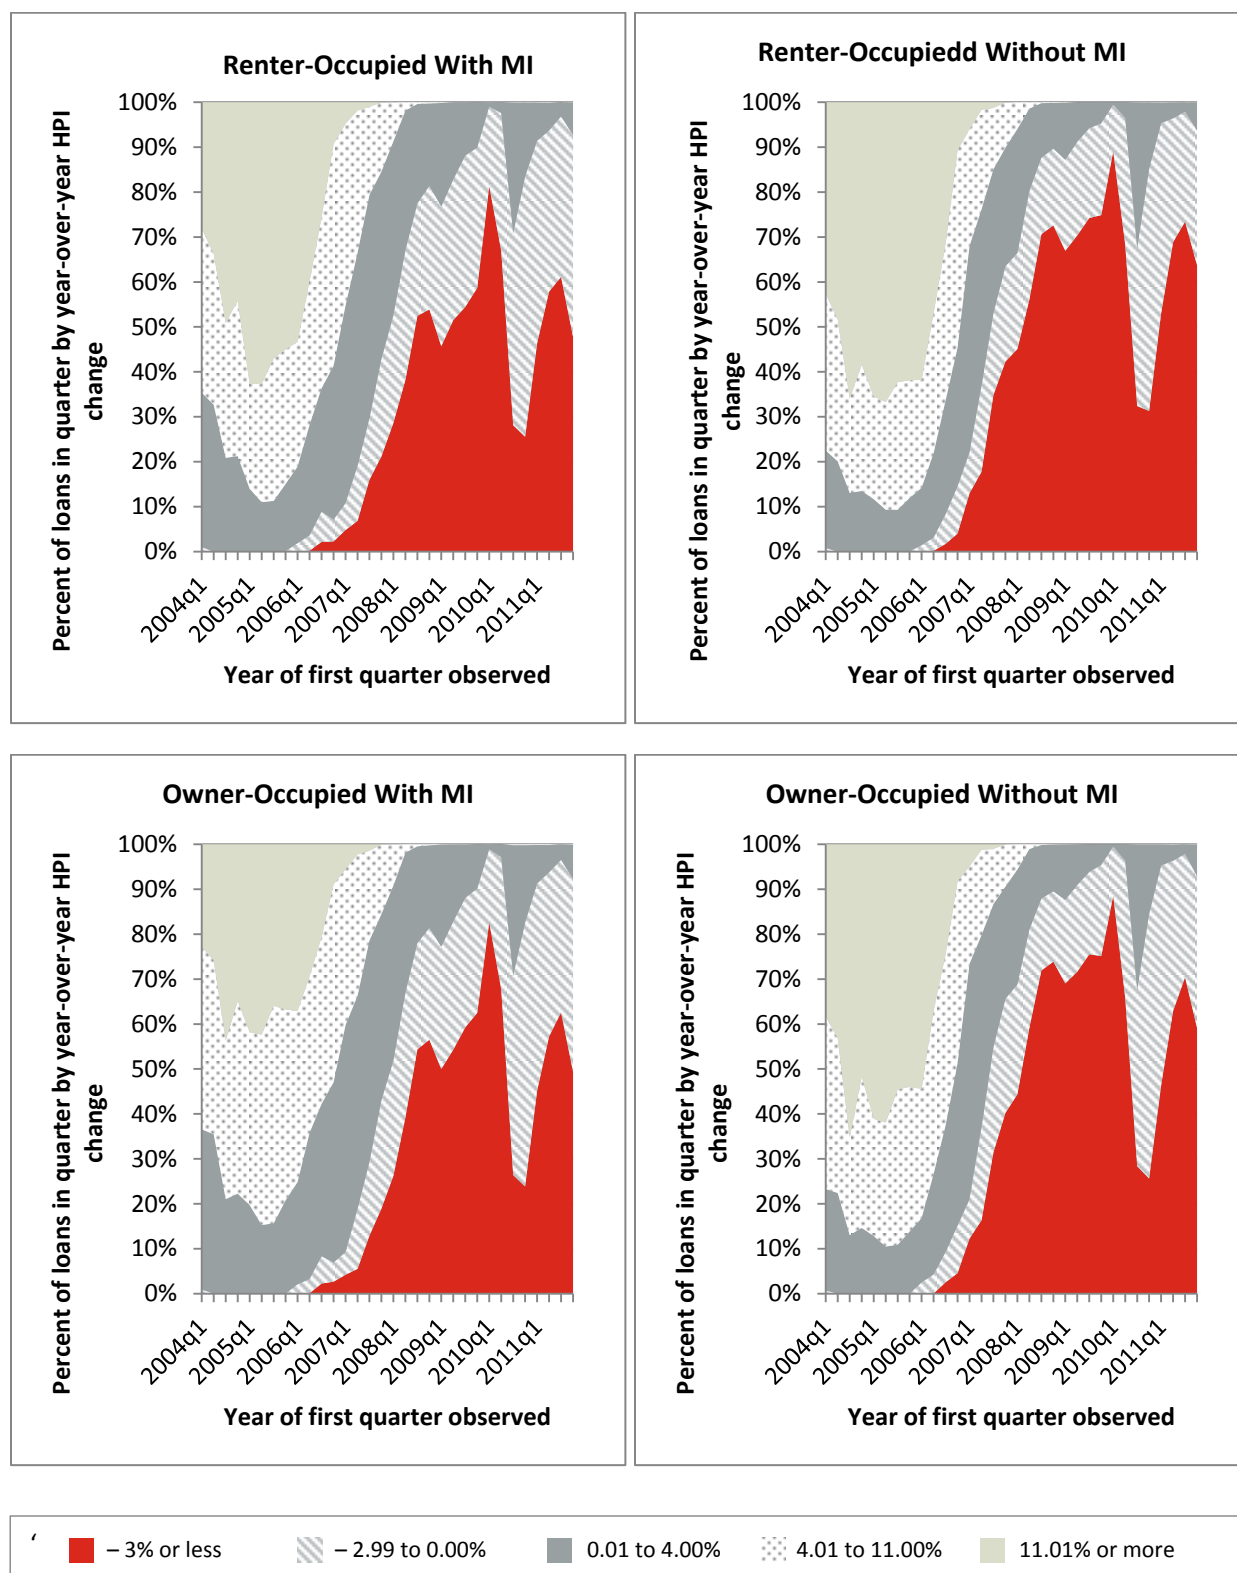 Renter-Occupied With MI
Percent of loans in quarter by year-over-year HPI
change
100%
90%
80%
70%
60%
50%
40%
30%
20%
10%
0%
2004q1
2005q1
2006q1
2007q1
2008q1
2009q1
2010q1
2011q1
Year of first quarter observed
Renter-Occupiedd Without MI
Percent of loans in quarter by year-over-year HPI
change
100%
90%
80%
70%
60%
50%
40%
30%
20%
10%
0%
2004q1
2005q1
2006q1
2007q1
2008q1
2009q1
2010q1
2011q1
Year of first quarter observed
Owner-Occupied With MI
Percent of loans in quarter by year-over-year HPI
change
100%
90%
80%
70%
60%
50%
40%
30%
20%
10%
0%
2004q1
2005q1
2006q1
2007q1
2008q1
2009q1
2010q1
2011q1
Year of first quarter observed
Owner-Occupied Without MI
Percent of loans in quarter by year-over-year HPI
change
100%
90%
80%
70%
60%
50%
40%
30%
20%
10%
0%
2004q1
2005q1
2006q1
2007q1
2008q1
2009q1
2010q1
2011q1
Year of first quarter observed
‘ – 3% or less – 2.99 to 0.00% 0.01 to 4.00% 4.01 to 11.00% 11.01% or more